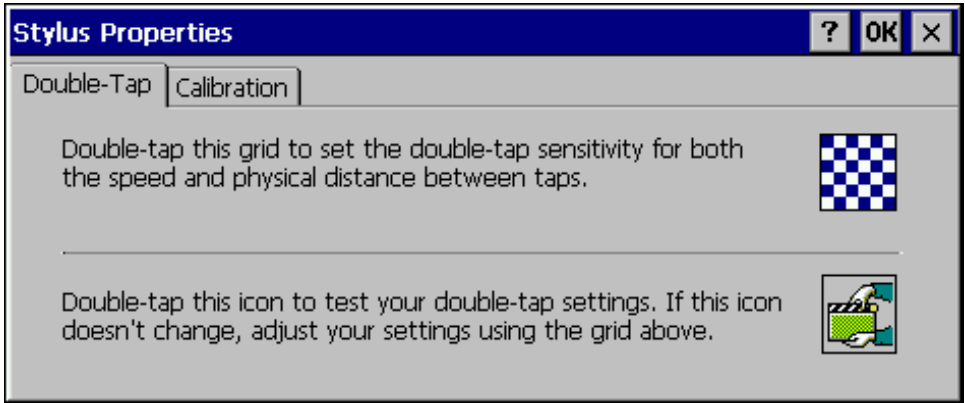 Stylus Properties
? OK ×
Double-Tap Calibration
Double-tap this grid to set the double-tap sensitivity for both
the speed and physical distance between taps.
Double-tap this icon to test your double-tap settings. If this icon
doesn't change, adjust your settings using the grid above.